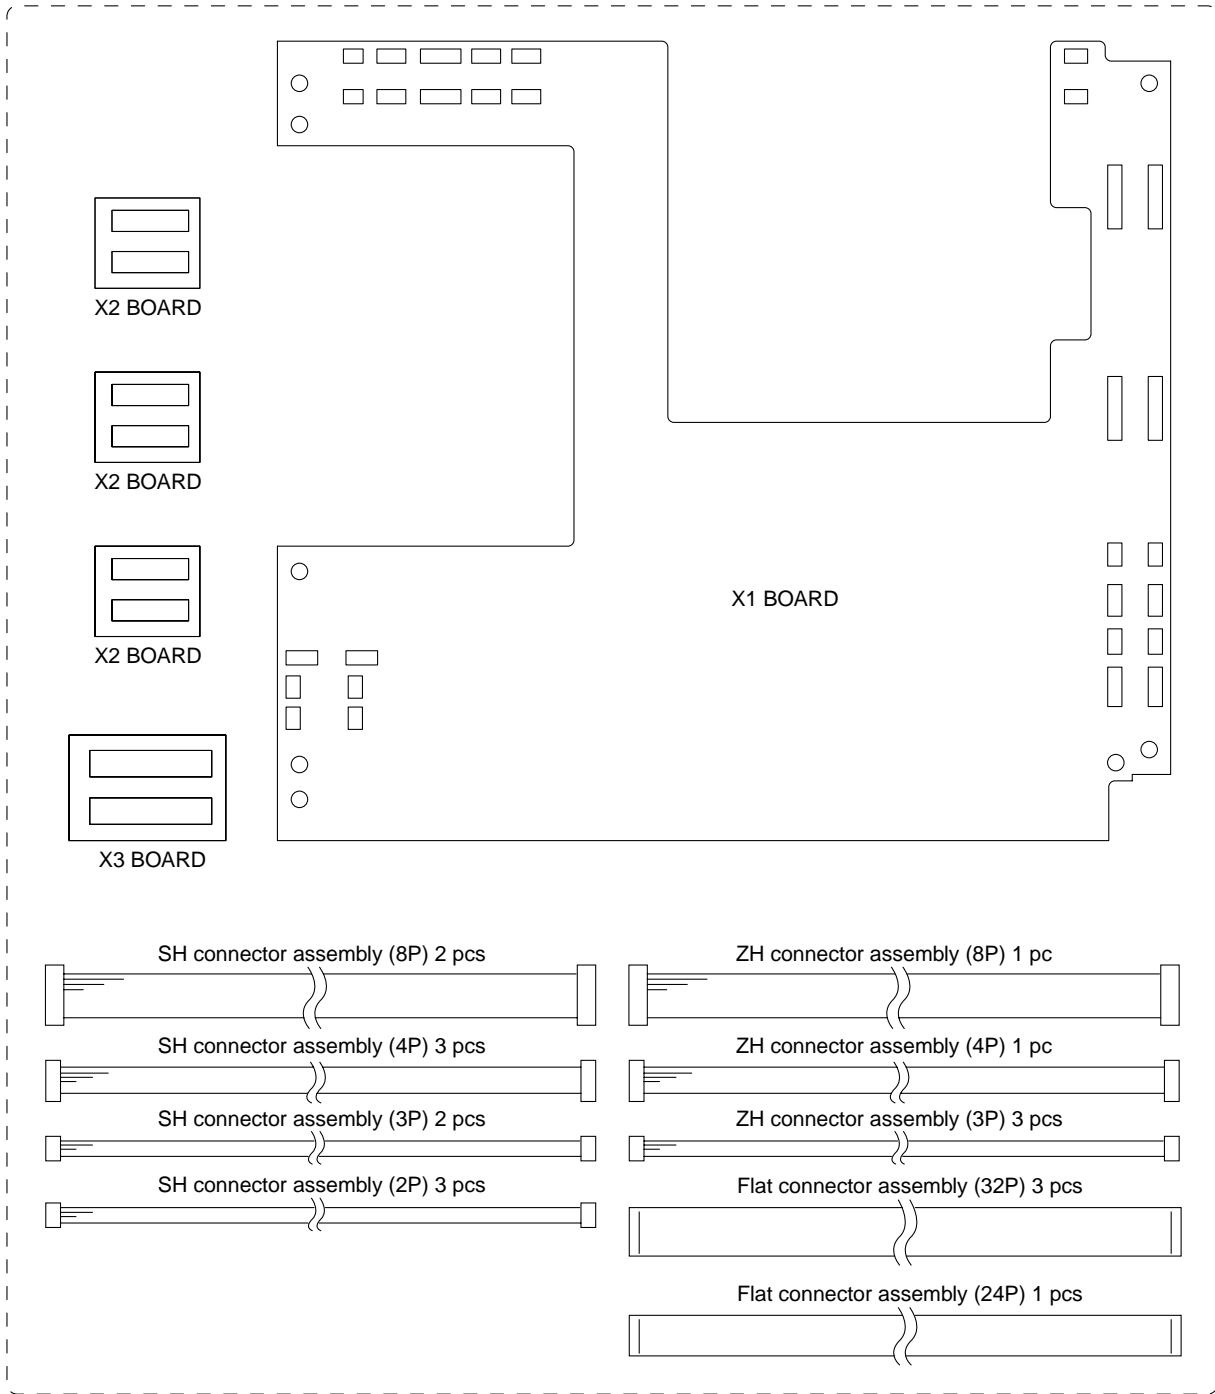 X2 BOARD
X2 BOARD
X1 BOARD
X2 BOARD
X3 BOARD
SH connector assembly (8P) 2 pcs
ZH connector assembly (8P) 1 pc
SH connector assembly (4P) 3 pcs
ZH connector assembly (4P) 1 pc
SH connector assembly (3P) 2 pcs
ZH connector assembly (3P) 3 pcs
SH connector assembly (2P) 3 pcs
Flat connector assembly (32P) 3 pcs
Flat connector assembly (24P) 1 pcs